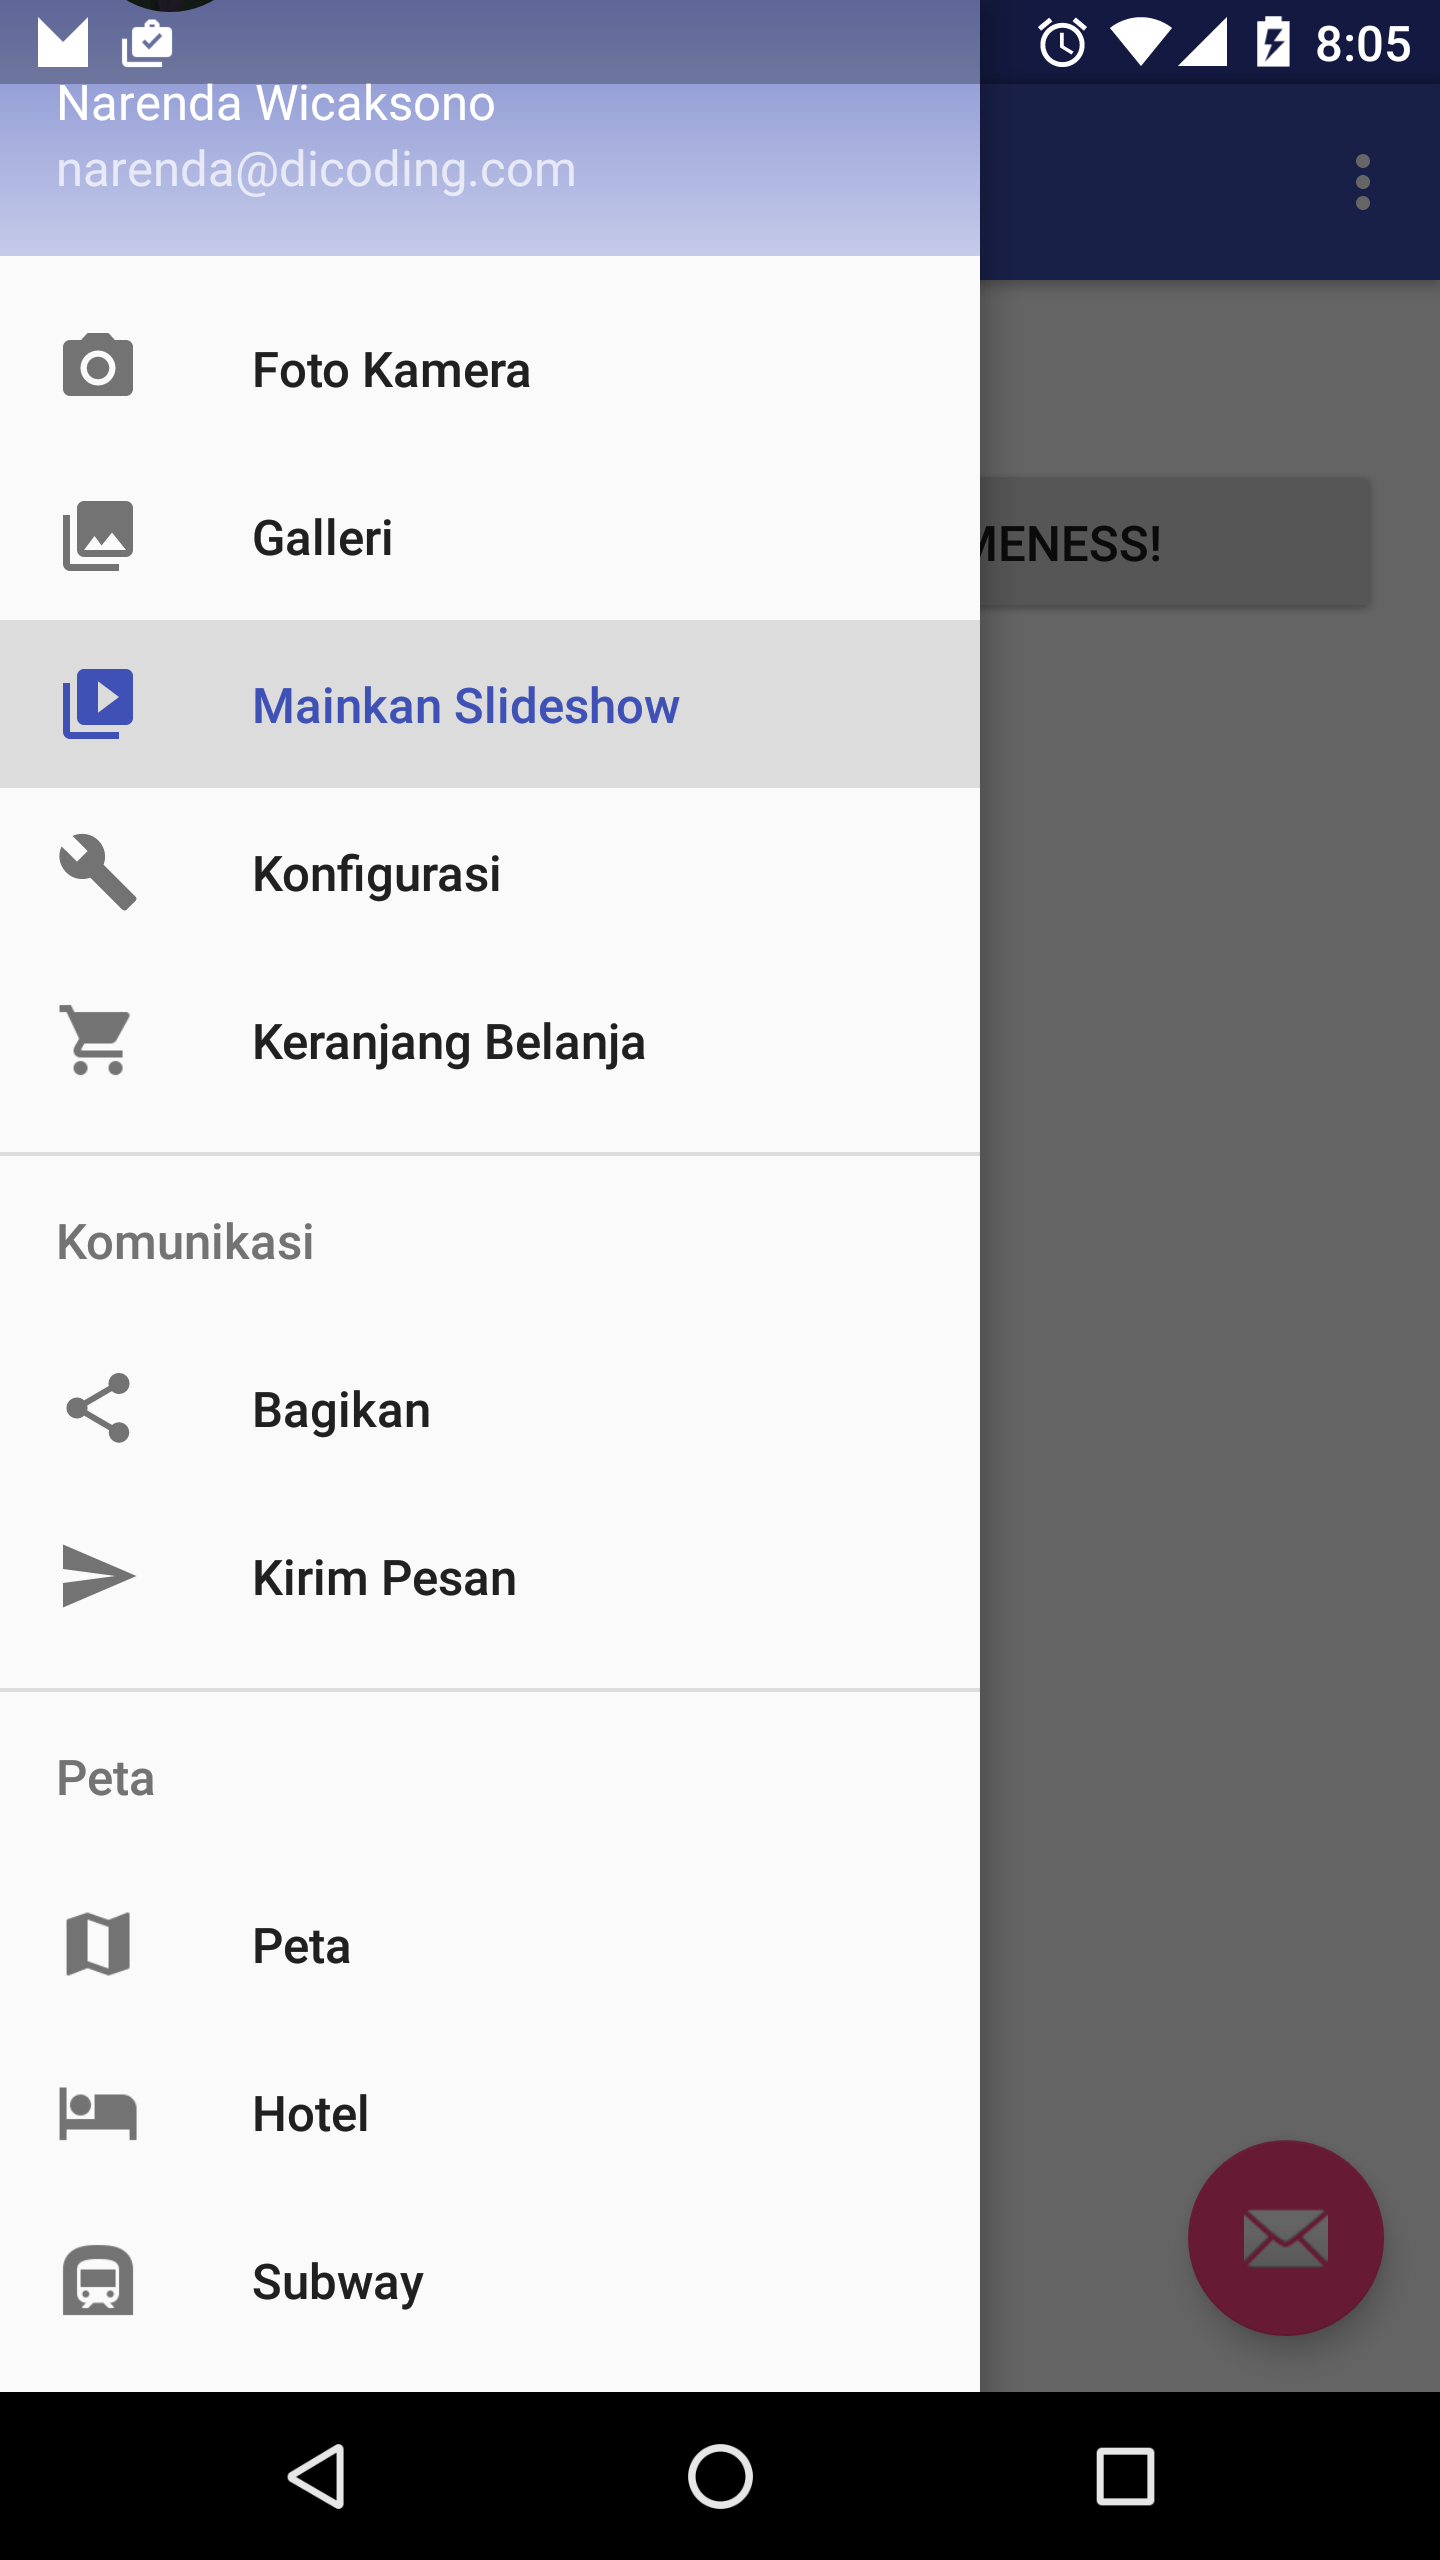 8:05
Narenda Wicaksono
narenda@dicoding.com
Foto Kamera
Galleri
MENESS!
Mainkan Slideshow
Konfigurasi
Keranjang Belanja
Komunikasi
Bagikan
Kirim Pesan
Peta
Peta
Hotel
Subway